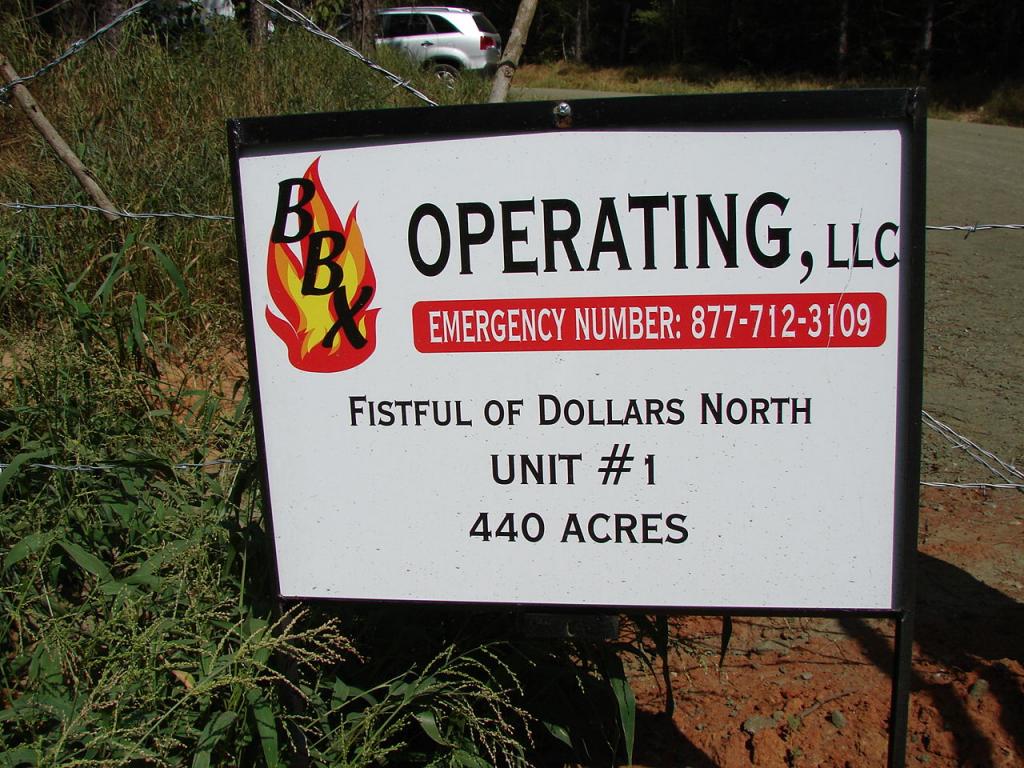 BBX
OPERATING, LLC
EMERGENCY NUMBER: 877-712-3109
FISTFUL OF DOLLARS NORTH
UNIT #1
440 ACRES